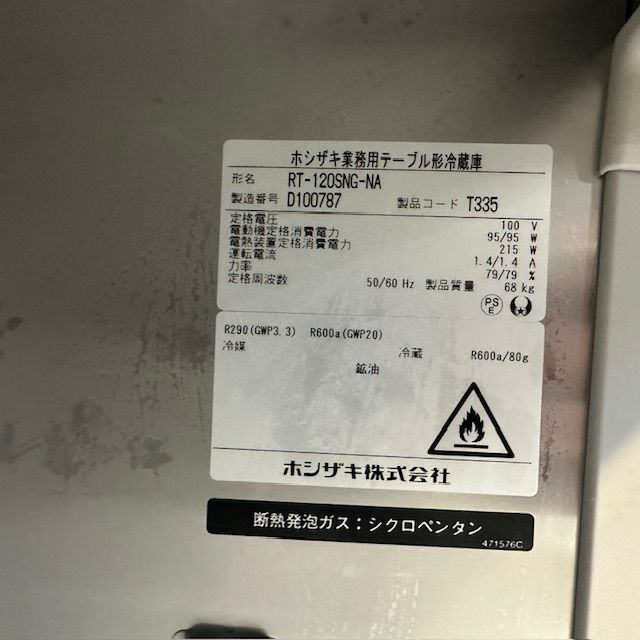 ホシザキ業務用テーブル形冷蔵庫
形名 RT-120SNG-NA
製造番号 D100787 製品コード T335
定格電圧 100 V
電動機定格消費電力 95/95 W
電熱装置定格消費電力 215 W
運転電流 1.4/1.4 A
力率 79/79 %
定格周波数 50/60 Hz 製品質量 68 kg
PS
E
R290(GWP3.3) R600a(GWP20)
冷媒 冷蔵 R600a/80g
鉱油
ホシザキ株式会社
断熱発泡ガス：シクロペンタン
471576G